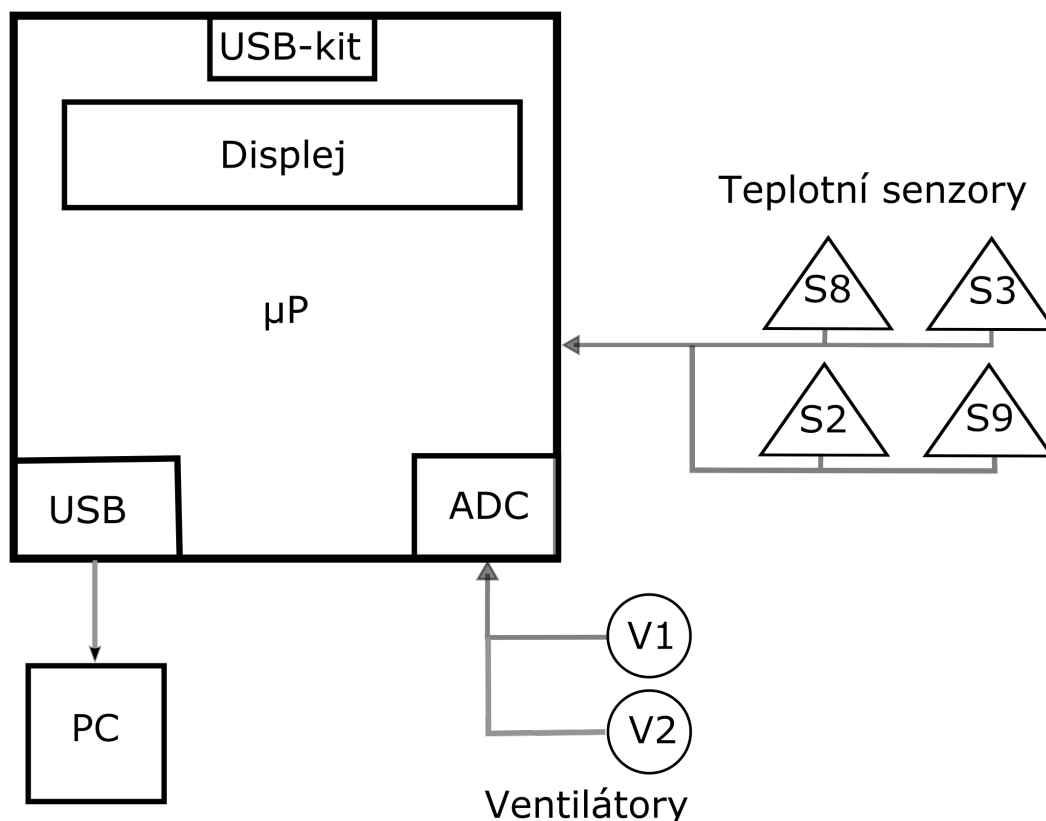 USB-kit
Displej
Teplotní senzory
S8
S3
µP
S2
S9
USB
ADC
V1
PC
V2
Ventilátory